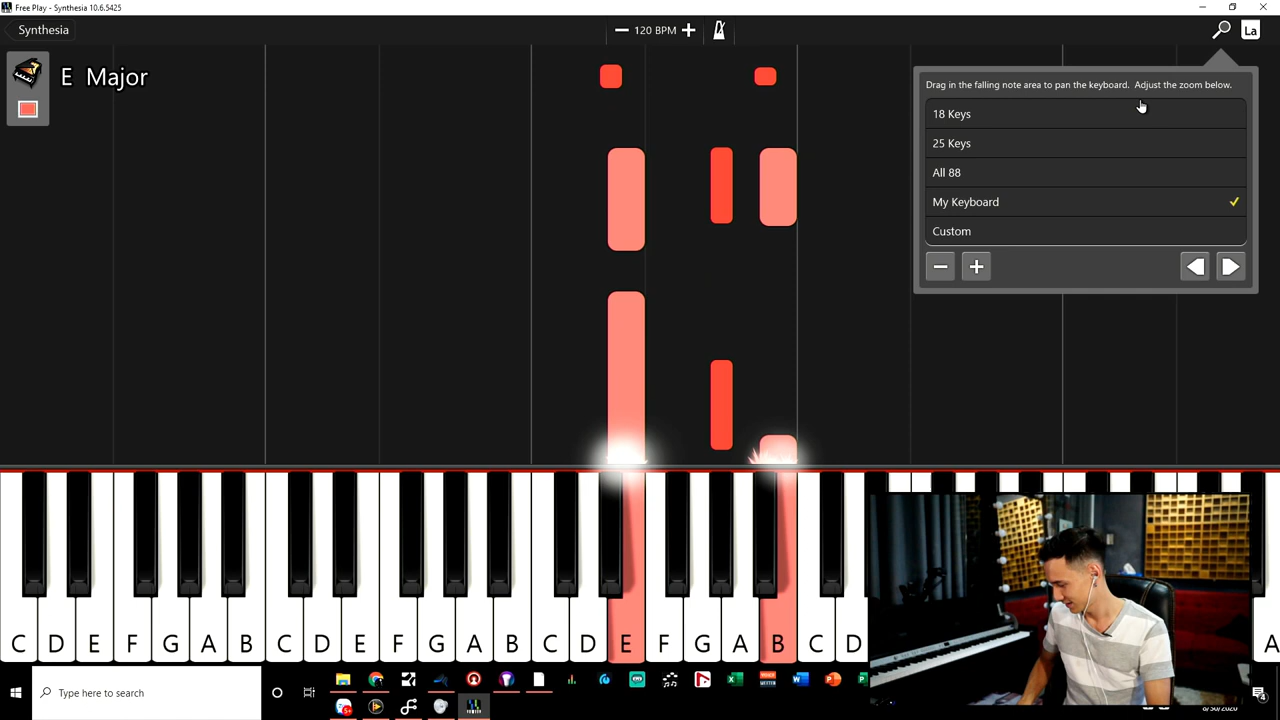 Free Play - Synthesia 10.6.5425
Synthesia
120 BPM
La
E Major
Drag in the falling note area to pan the keyboard. Adjust the zoom below.
18 Keys
25 Keys
All 88
My Keyboard
Custom
C D E F G A B C D E F G A B C D E F G A B C D A
Type here to search